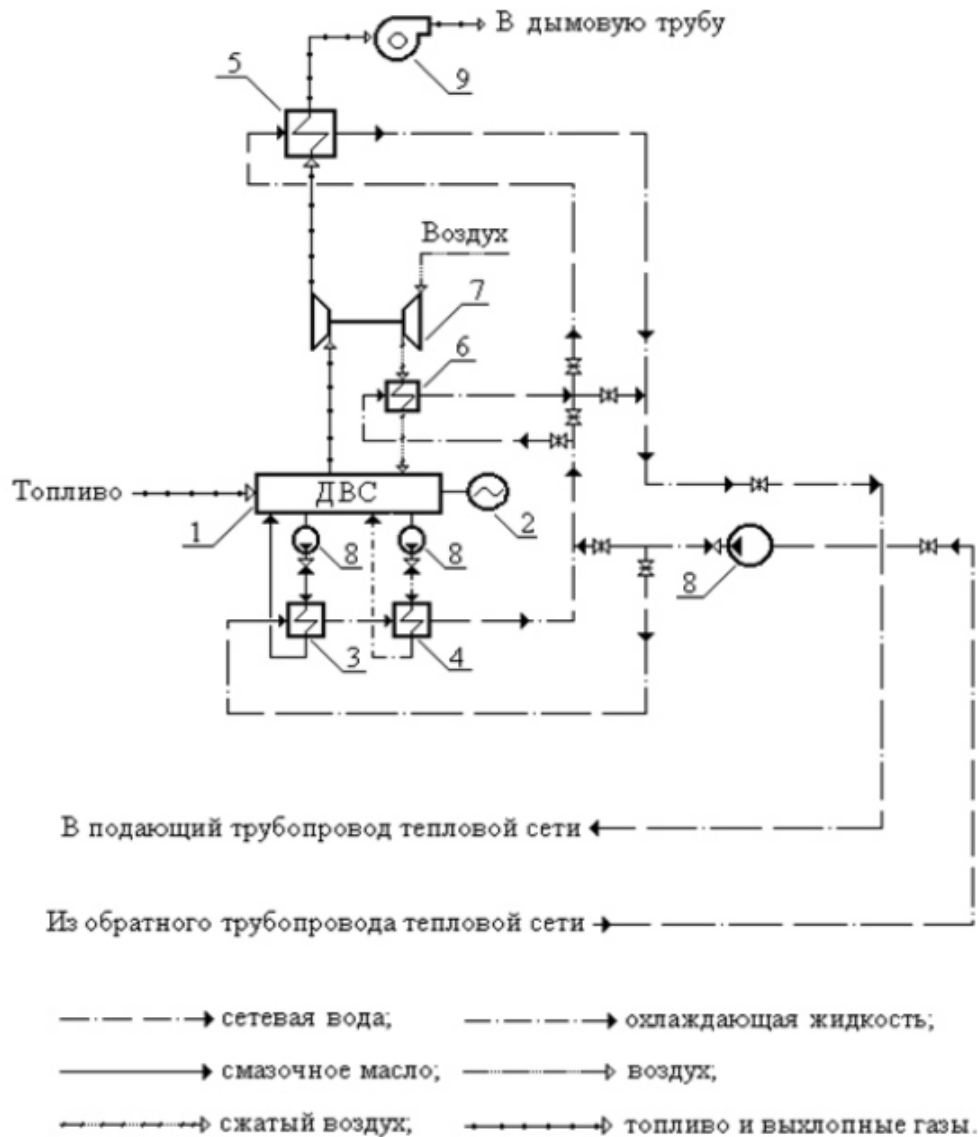 В дымовую трубу
5
9
Воздух
7
6
Топливо
ДВС
1
2
8
8
8
3
4
В подающий трубопровод тепловой сети
Из обратного трубопровода тепловой сети
сетевая вода;
охлаждающая жидкость;
смазочное масло;
воздух;
сжатый воздух;
топливо и выхлопные газы.